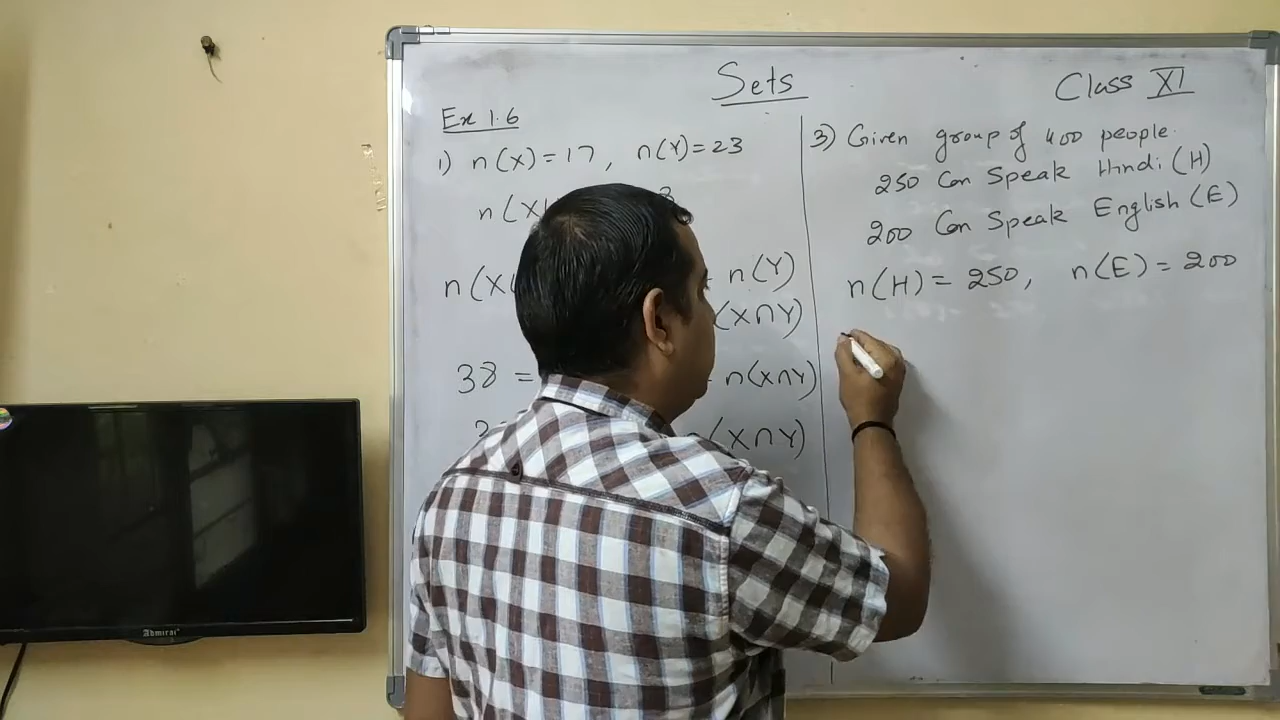 Sets
Class XI
Ex 1.6
1) n(X) = 17, n(Y) = 23
n(X
n(X n(Y)
(X∩Y)
38 = - n(X∩Y)
(X∩Y)
3) Given group of 400 people.
250 Can Speak Hindi (H)
200 Can Speak English (E)
n(H) = 250, n(E) = 200
Admiral